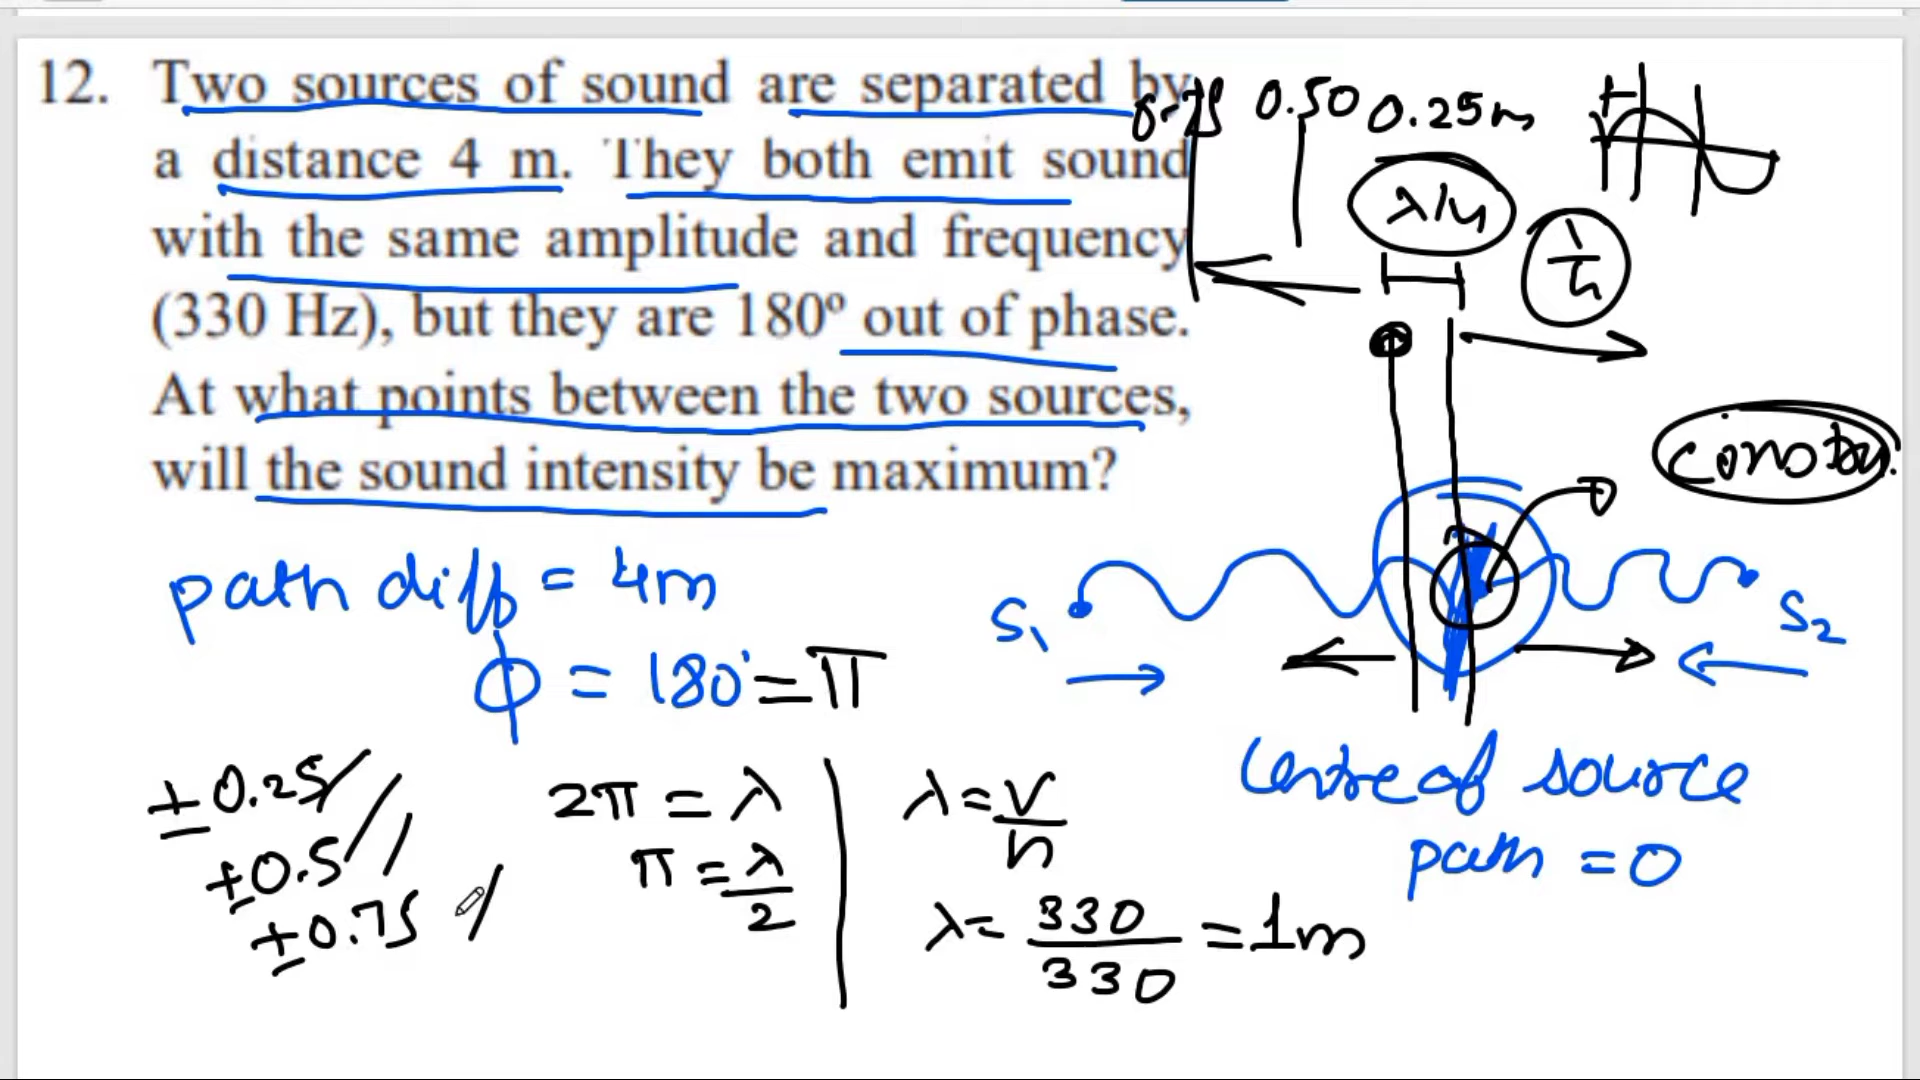 12. Two sources of sound are separated by
a distance 4 m. They both emit sound
with the same amplitude and frequency
(330 Hz), but they are 180º out of phase.
At what points between the two sources,
will the sound intensity be maximum?
0.75 0.50 0.25m
λ/4
path diff = 4m
ϕ = 180° = π
S₁
S₂
Centre of source
path = 0
±0.25
±0.5
±0.75
2π = λ
π = λ/2
λ = v/n
λ = 330/330 = 1m